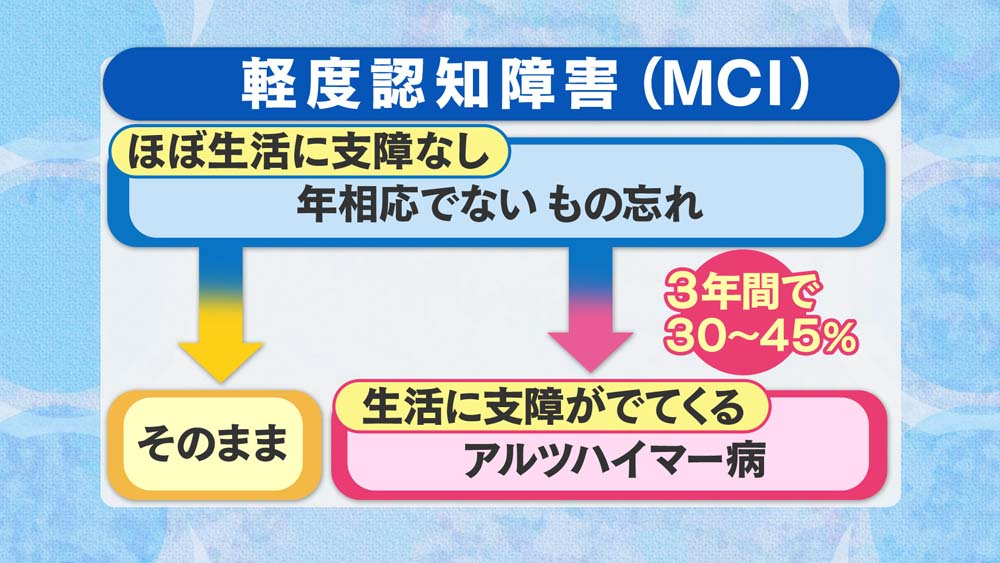 軽度認知障害（MCI）
ほぼ生活に支障なし
年相応でない もの忘れ
3年間で
30〜45%
そのまま
生活に支障がでてくる
アルツハイマー病